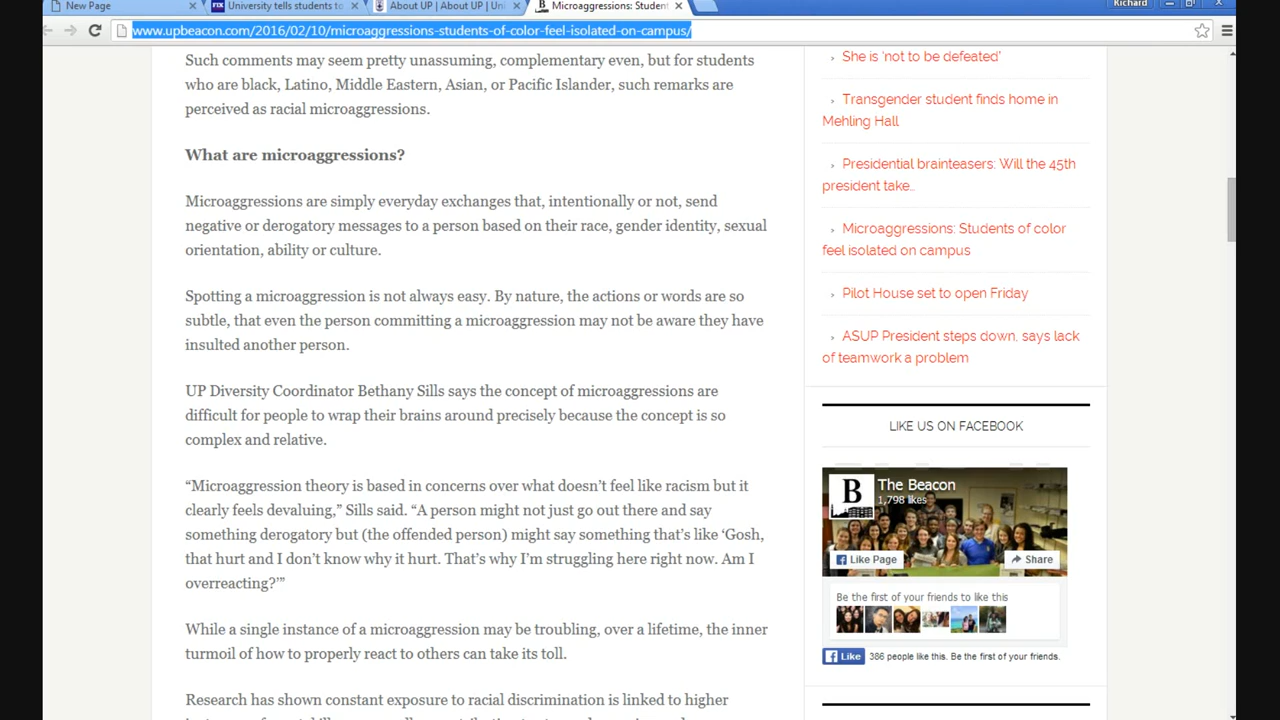 New Page
University tells students to
About UP | About UP | Uni
Microaggressions: Student
Richard
www.upbeacon.com/2016/02/10/microaggressions-students-of-color-feel-isolated-on-campus/
Such comments may seem pretty unassuming, complementary even, but for students
who are black, Latino, Middle Eastern, Asian, or Pacific Islander, such remarks are
perceived as racial microaggressions.
What are microaggressions?
Microaggressions are simply everyday exchanges that, intentionally or not, send
negative or derogatory messages to a person based on their race, gender identity, sexual
orientation, ability or culture.
Spotting a microaggression is not always easy. By nature, the actions or words are so
subtle, that even the person committing a microaggression may not be aware they have
insulted another person.
UP Diversity Coordinator Bethany Sills says the concept of microaggressions are
difficult for people to wrap their brains around precisely because the concept is so
complex and relative.
“Microaggression theory is based in concerns over what doesn’t feel like racism but it
clearly feels devaluing,” Sills said. “A person might not just go out there and say
something derogatory but (the offended person) might say something that’s like ‘Gosh,
that hurt and I don’t know why it hurt. That’s why I’m struggling here right now. Am I
overreacting?’”
While a single instance of a microaggression may be troubling, over a lifetime, the inner
turmoil of how to properly react to others can take its toll.
Research has shown constant exposure to racial discrimination is linked to higher
She is ‘not to be defeated’
Transgender student finds home in
Mehling Hall
Presidential brainteasers: Will the 45th
president take…
Microaggressions: Students of color
feel isolated on campus
Pilot House set to open Friday
ASUP President steps down, says lack
of teamwork a problem
LIKE US ON FACEBOOK
B
The Beacon
1,798 likes
Like Page
Share
Be the first of your friends to like this
Like
386 people like this. Be the first of your friends.